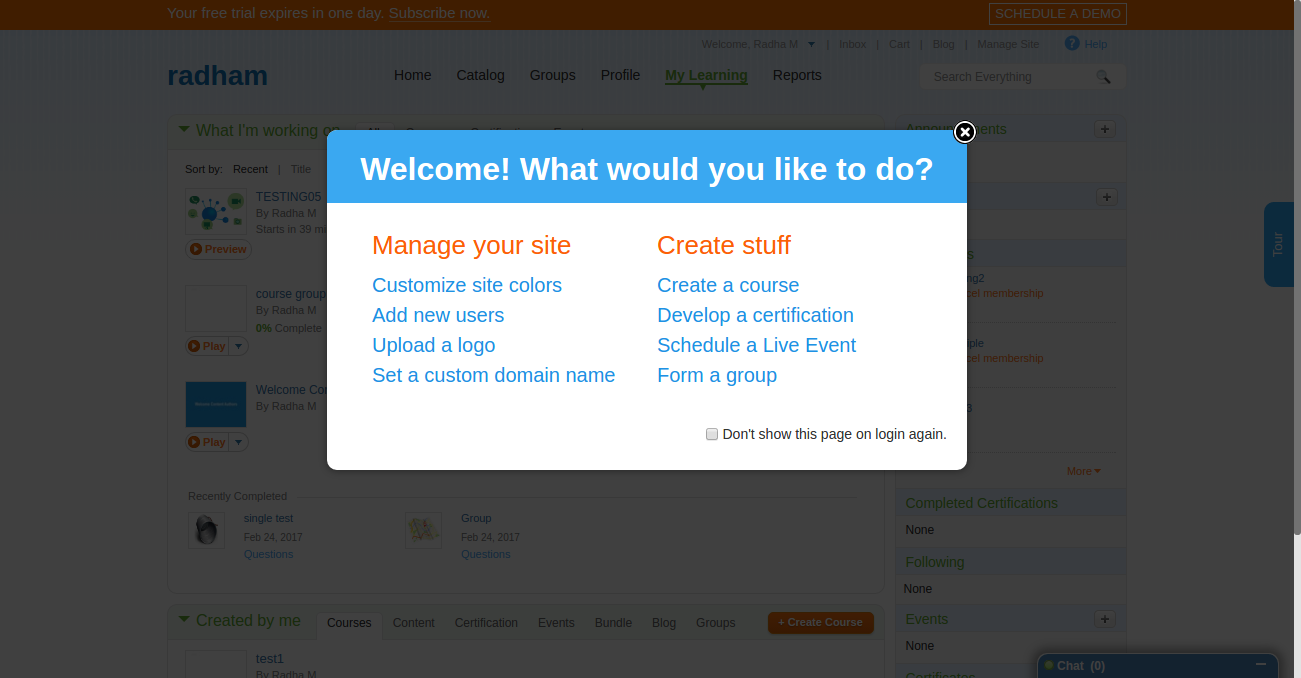 Your free trial expires in one day. Subscribe now.
SCHEDULE A DEMO
Welcome, Radha M | Inbox | Cart | Blog | Manage Site ? Help
radham
Home Catalog Groups Profile My Learning Reports
Search Everything
What I'm working on
Sort by: Recent | Title
TESTING05
By Radha M
Starts in 39 mi
Preview
course group
By Radha M
0% Complete
Play
Welcome Cou
By Radha M
Play
Recently Completed
single test
Feb 24, 2017
Questions
Group
Feb 24, 2017
Questions
Created by me
Courses Content Certification Events Bundle Blog Groups
+ Create Course
test1
By Radha M
Welcome! What would you like to do?
Manage your site
Customize site colors
Add new users
Upload a logo
Set a custom domain name
Create stuff
Create a course
Develop a certification
Schedule a Live Event
Form a group
Don't show this page on login again.
+
+
s
ng2
cel membership
ple
cel membership
3
More
Completed Certifications
None
Following
None
Events
+
None
Certificates
Tour
Chat (0)